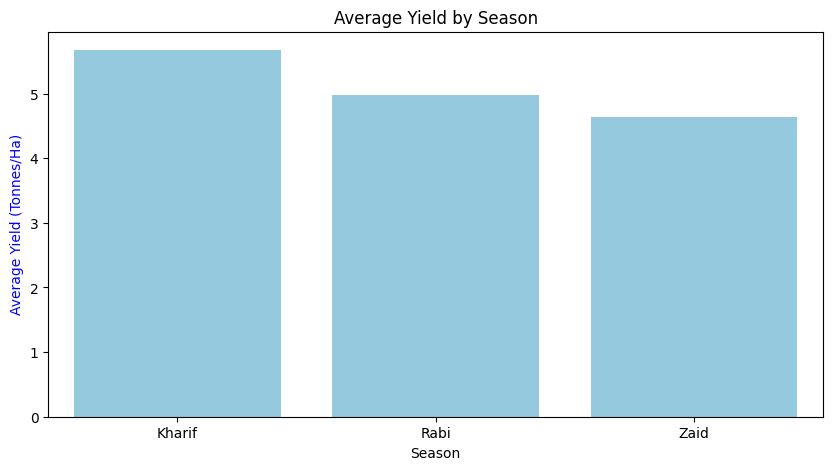 Average Yield by Season
Average Yield (Tonnes/Ha)
5
4
3
2
1
0
Kharif Rabi Zaid
Season